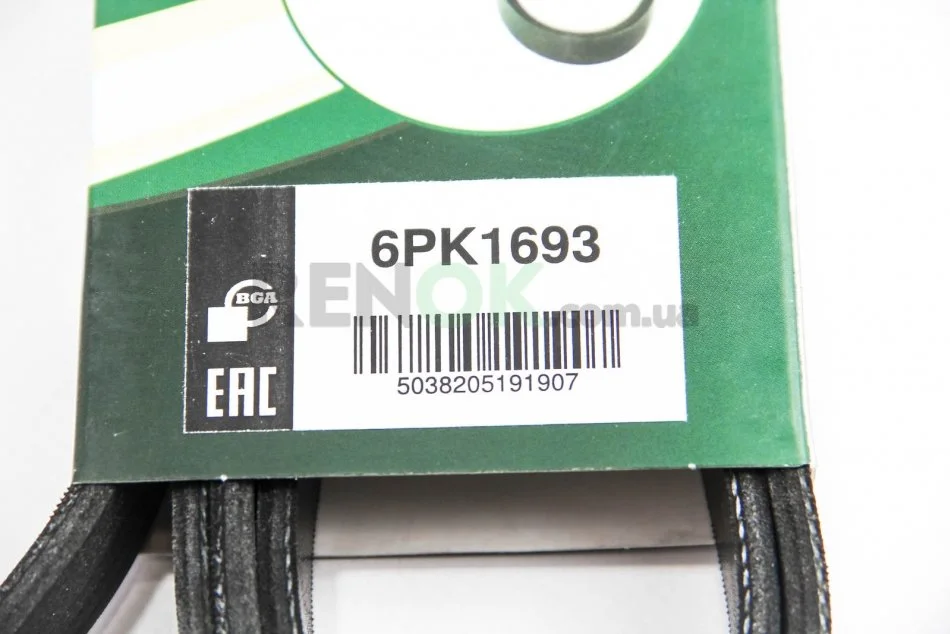 6PK1693
BGA
RENOK.com.ua
5038205191907
EAC